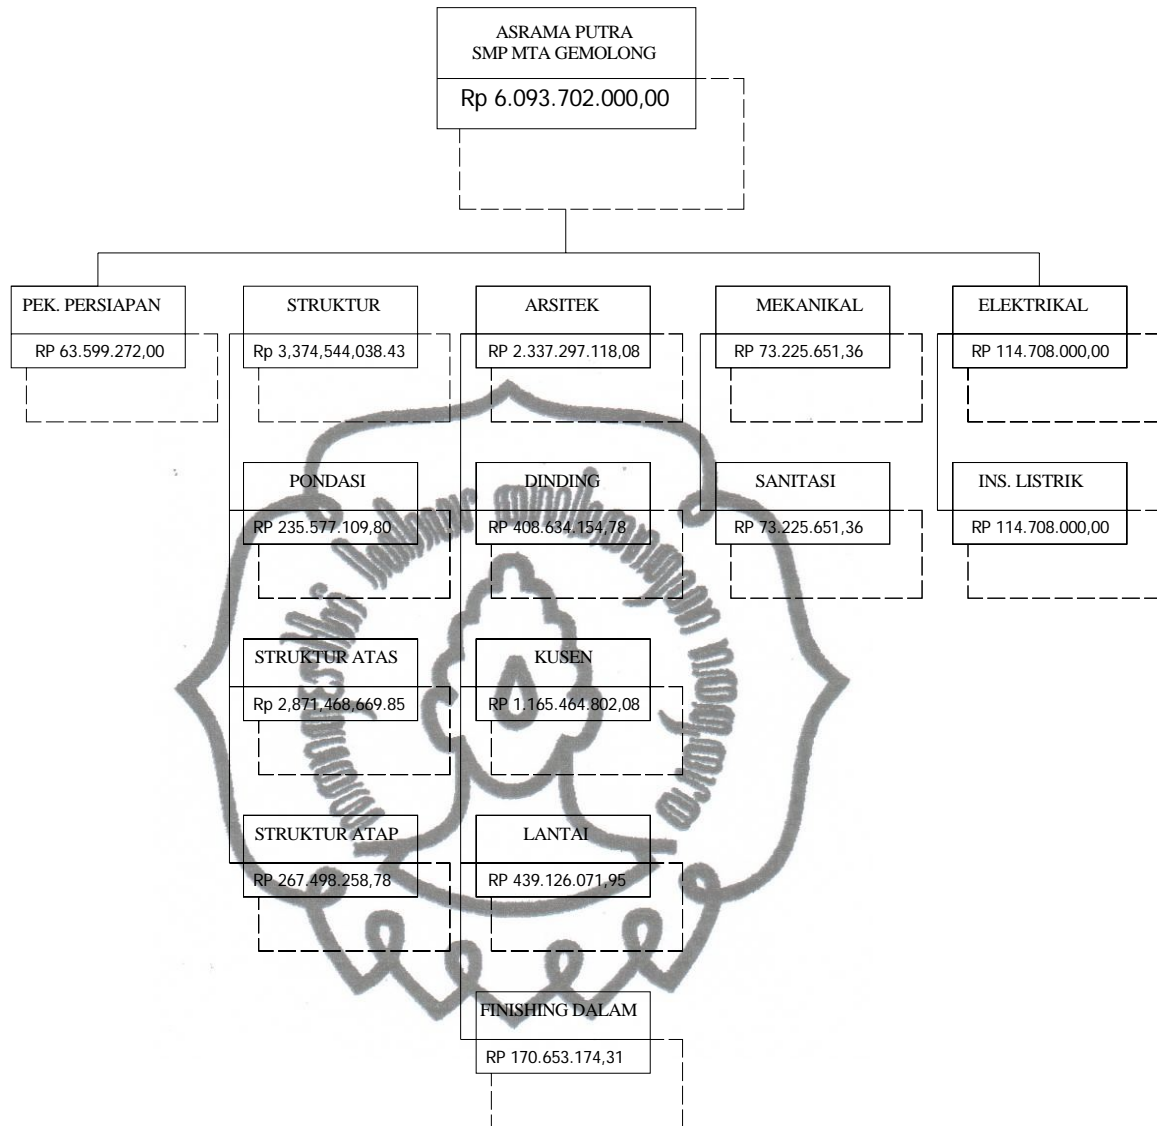 ASRAMA PUTRA
SMP MTA GEMOLONG
Rp 6.093.702.000,00
PEK. PERSIAPAN
RP 63.599.272,00
STRUKTUR
Rp 3,374,544,038.43
ARSITEK
RP 2.337.297.118,08
MEKANIKAL
RP 73.225.651,36
ELEKTRIKAL
RP 114.708.000,00
PONDASI
RP 235.577.109,80
DINDING
RP 408.634.154,78
SANITASI
RP 73.225.651,36
INS. LISTRIK
RP 114.708.000,00
STRUKTUR ATAS
Rp 2,871,468,669.85
KUSEN
RP 1.165.464.802,08
STRUKTUR ATAP
RP 267.498.258,78
LANTAI
RP 439.126.071,95
FINISHING DALAM
RP 170.653.174,31